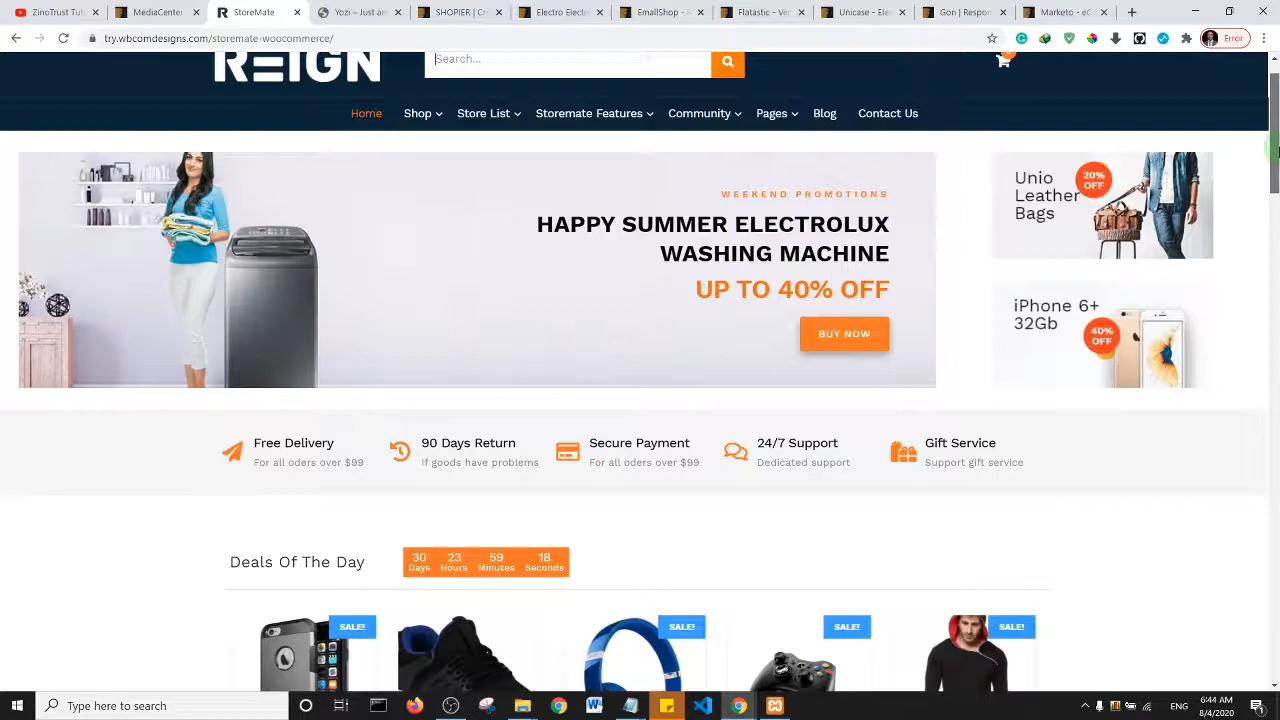 ZinoTrust Tut
MediaCenter
StoreMate
Yozi – Just an
SHOPIER | C
Electro Electro
EmailShop - 
Flatastic - Ver
Unicase - Ele
Gon | Respon
Marketo - eC
try.wbcomdesigns.com/storemate-woocommerce/
Error
REIGN
Search...
Home
Shop
Store List
Storemate Features
Community
Pages
Blog
Contact Us
WEEKEND PROMOTIONS
HAPPY SUMMER ELECTROLUX
WASHING MACHINE
UP TO 40% OFF
BUY NOW
Unio
Leather
Bags
20%
OFF
iPhone 6+
32Gb
40%
OFF
Free Delivery
For all oders over $99
90 Days Return
If goods have problems
Secure Payment
For all oders over $99
24/7 Support
Dedicated support
Gift Service
Support gift service
Deals Of The Day
30 23 59 18
Days Hours Minutes Seconds
SALE!
SALE!
SALE!
SALE!
Type here to search
ENG
6:44 AM
8/4/2020